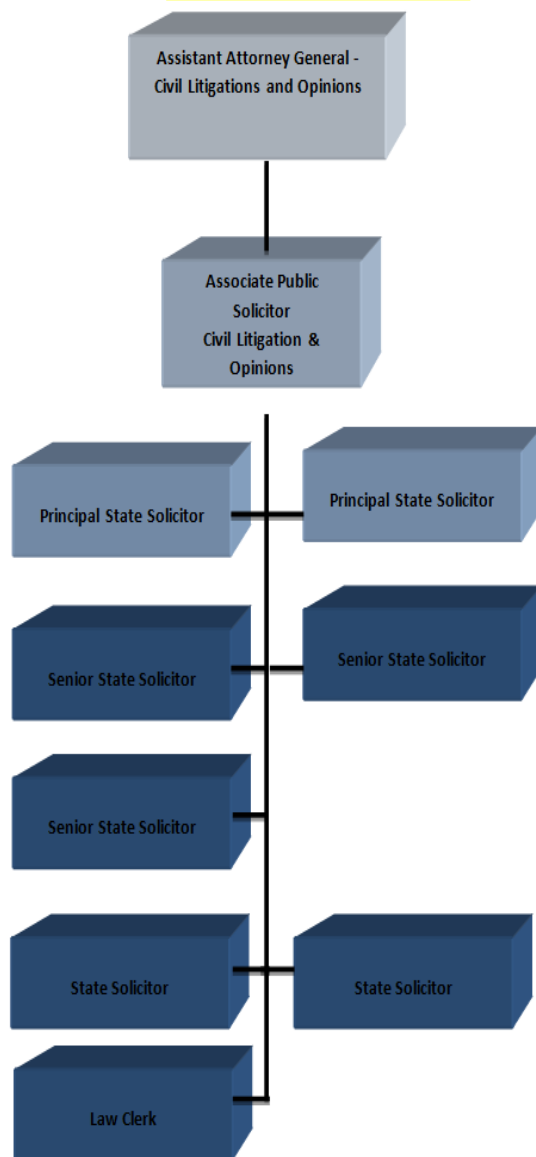 Assistant Attorney General -
Civil Litigations and Opinions
Associate Public
Solicitor
Civil Litigation &
Opinions
Principal State Solicitor
Principal State Solicitor
Senior State Solicitor
Senior State Solicitor
Senior State Solicitor
State Solicitor
State Solicitor
Law Clerk